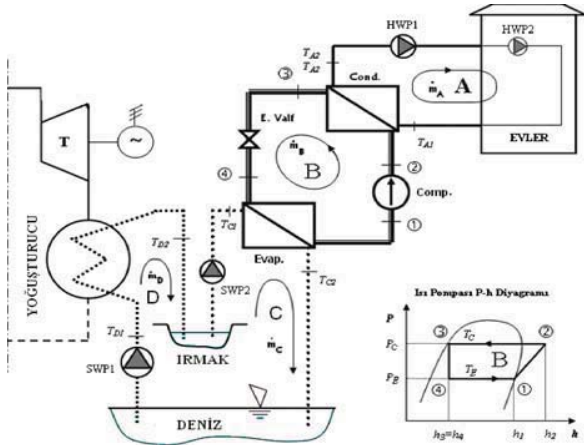 HWP1
HWP2
T_A2
T_A2
③
Cond.
ṁ_A A
E. Valf
ṁ_B
B
T_A1
EVLER
②
T
~
④
Comp.
①
T_C1
Evap.
T_D2
T_C2
YOĞUŞTURUCU
ṁ_D
D
SWP2
C
ṁ_C
T_D1
IRMAK
SWP1
DENİZ
Isı Pompası P-h Diyagramı
P
③
T_C
②
P_C
B
T_E
P_E
④
①
h_3=h_4
h_1
h_2
h